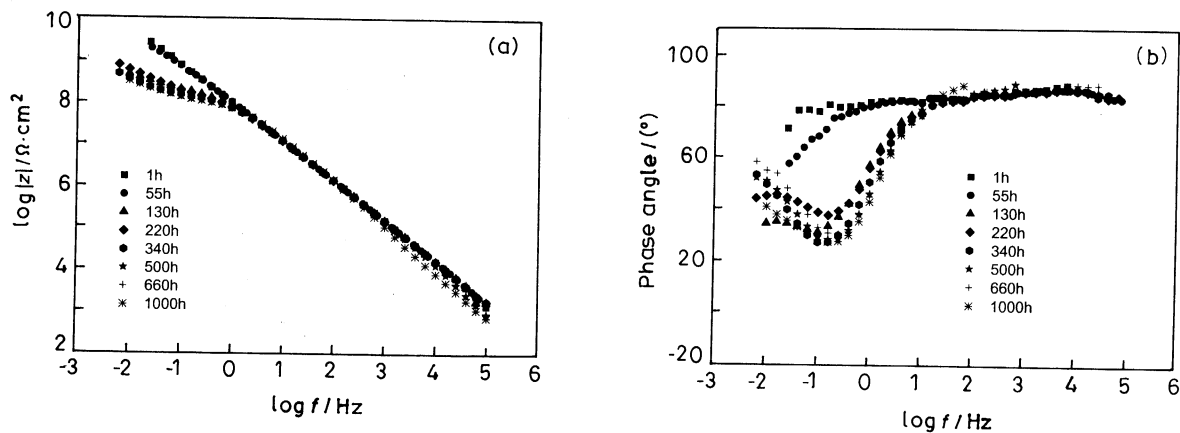 (a)
10
8
6
4
2
log|z|/Ω·cm²
1h
55h
130h
220h
340h
500h
660h
1000h
-3 -2 -1 0 1 2 3 4 5 6
log f/Hz
(b)
100
60
20
-20
Phase angle/(°)
1h
55h
130h
220h
340h
500h
660h
1000h
-3 -2 -1 0 1 2 3 4 5 6
log f/Hz